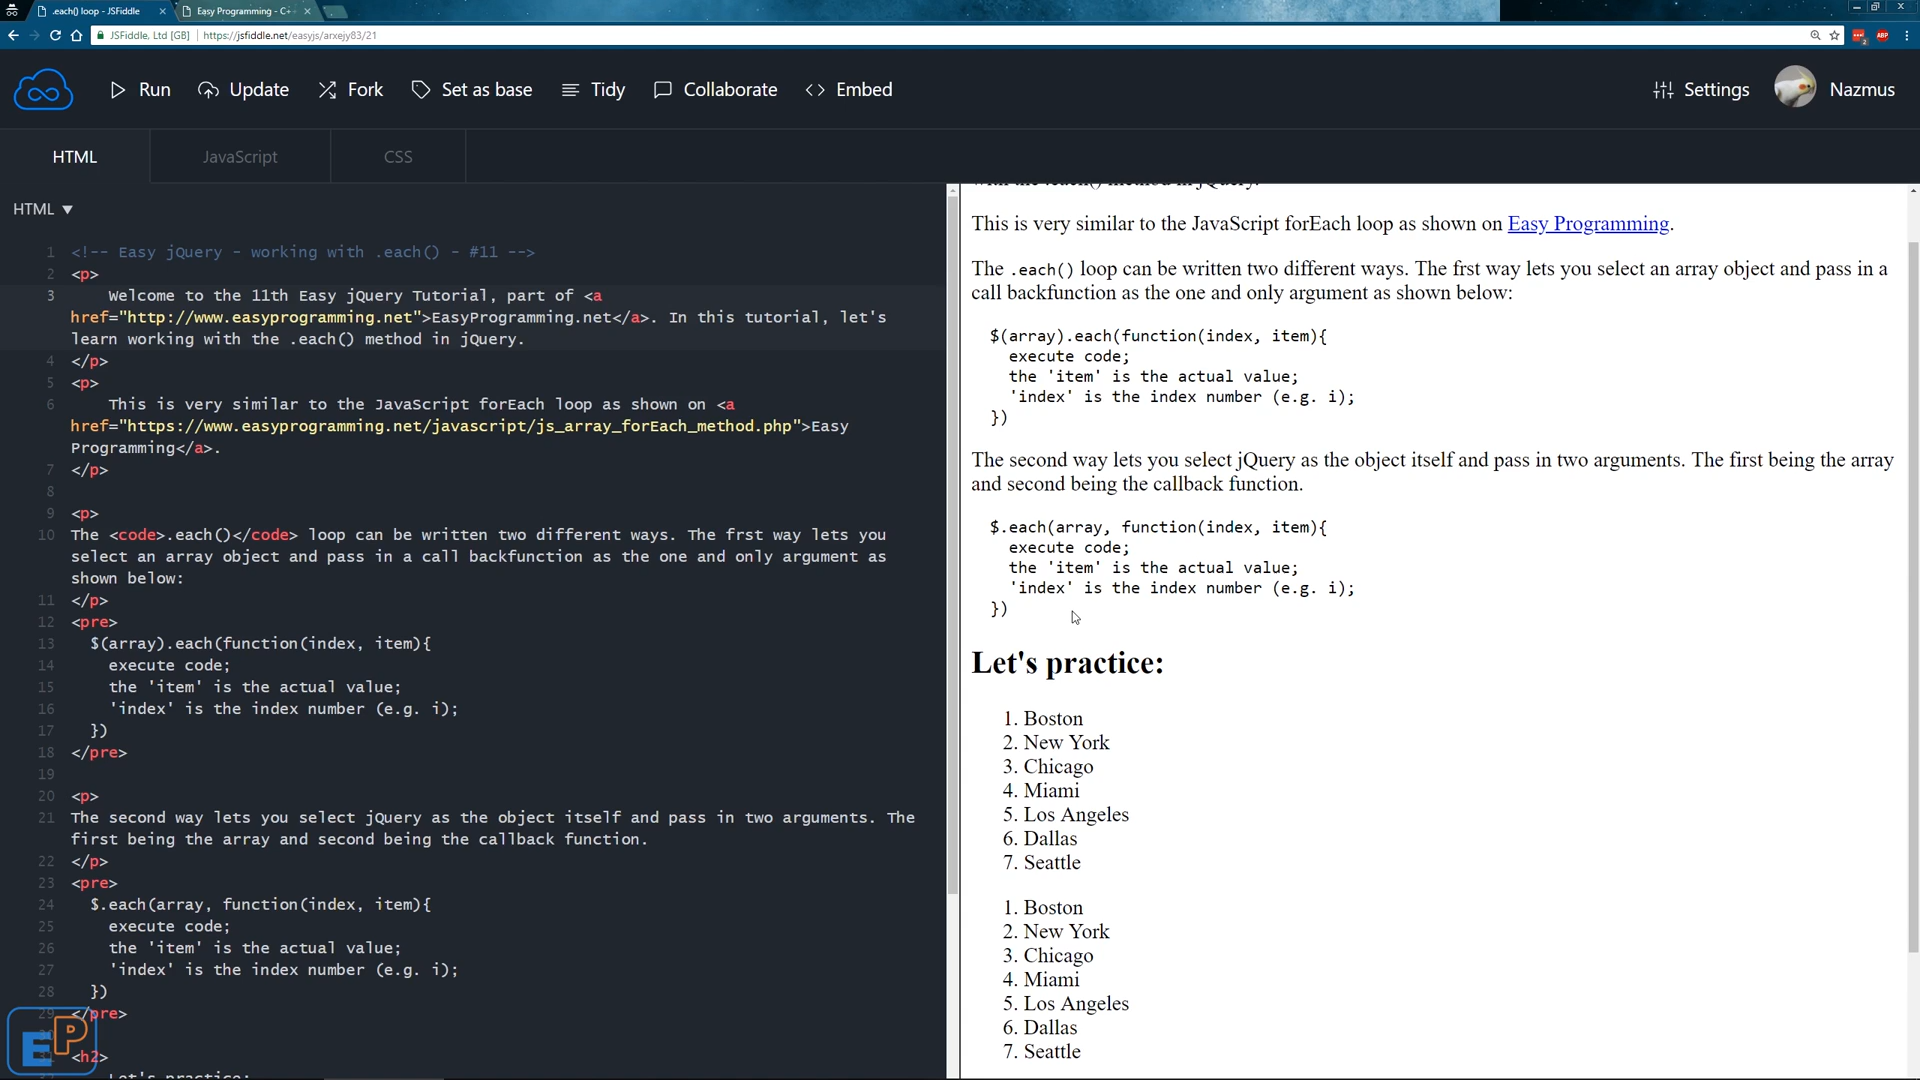 .each() loop - JSFiddle
Easy Programming - C+
JSFiddle, Ltd [GB] https://jsfiddle.net/easyjs/arxejy83/21
ABP
Run Update Fork Set as base Tidy Collaborate Embed Settings Nazmus
HTML JavaScript CSS
HTML
1 <!-- Easy jQuery - working with .each() - #11 -->
2 <p>
3 Welcome to the 11th Easy jQuery Tutorial, part of <a
href="http://www.easyprogramming.net">EasyProgramming.net</a>. In this tutorial, let's
learn working with the .each() method in jQuery.
4 </p>
5 <p>
6 This is very similar to the JavaScript forEach loop as shown on <a
href="https://www.easyprogramming.net/javascript/js_array_forEach_method.php">Easy
Programming</a>.
7 </p>
8
9 <p>
10 The <code>.each()</code> loop can be written two different ways. The frst way lets you
select an array object and pass in a call backfunction as the one and only argument as
shown below:
11 </p>
12 <pre>
13 $(array).each(function(index, item){
14 execute code;
15 the 'item' is the actual value;
16 'index' is the index number (e.g. i);
17 })
18 </pre>
19
20 <p>
21 The second way lets you select jQuery as the object itself and pass in two arguments. The
first being the array and second being the callback function.
22 </p>
23 <pre>
24 $.each(array, function(index, item){
25 execute code;
26 the 'item' is the actual value;
27 'index' is the index number (e.g. i);
28 })
29 </pre>
<h2>
Let's practice:
EP
with the .each() method in jQuery.
This is very similar to the JavaScript forEach loop as shown on Easy Programming.
The .each() loop can be written two different ways. The frst way lets you select an array object and pass in a
call backfunction as the one and only argument as shown below:
$(array).each(function(index, item){
execute code;
the 'item' is the actual value;
'index' is the index number (e.g. i);
})
The second way lets you select jQuery as the object itself and pass in two arguments. The first being the array
and second being the callback function.
$.each(array, function(index, item){
execute code;
the 'item' is the actual value;
'index' is the index number (e.g. i);
})
Let's practice:
1. Boston
2. New York
3. Chicago
4. Miami
5. Los Angeles
6. Dallas
7. Seattle
1. Boston
2. New York
3. Chicago
4. Miami
5. Los Angeles
6. Dallas
7. Seattle